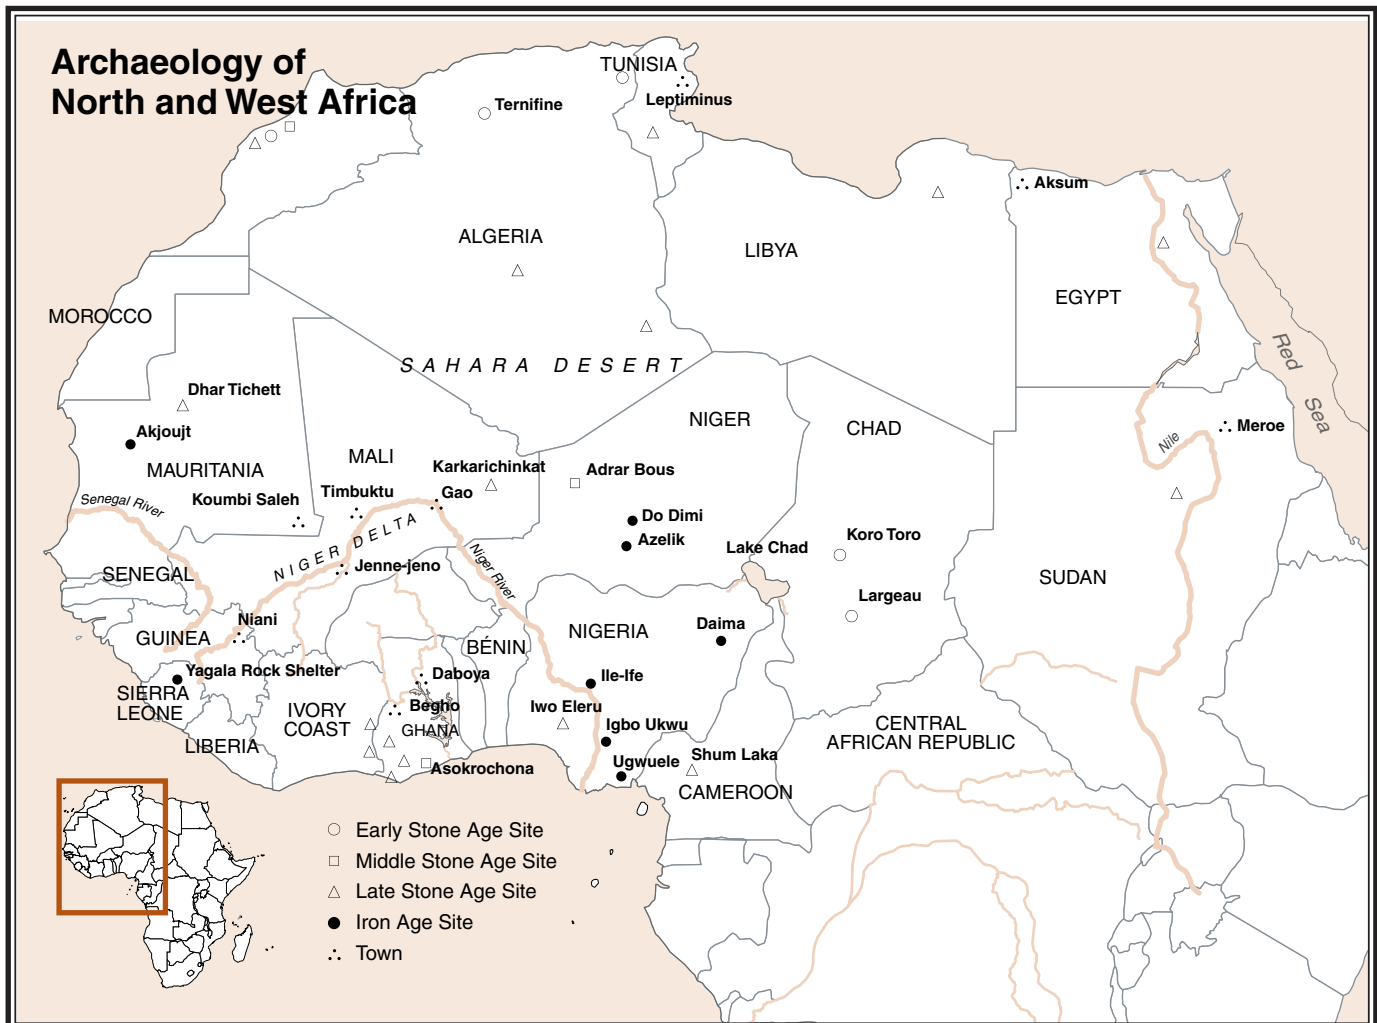 Archaeology of
North and West Africa
TUNISIA
Leptiminus
Ternifine
Aksum
ALGERIA
LIBYA
EGYPT
MOROCCO
SAHARA DESERT
Red Sea
Dhar Tichett
Akjoujt
MAURITANIA
MALI
NIGER
CHAD
Meroe
Nile
Karkarichinkat
Adrar Bous
Senegal River
Koumbi Saleh
Timbuktu
Gao
Do Dimi
Azelik
NIGER DELTA
Niger River
Lake Chad
Koro Toro
Jenne-jeno
SENEGAL
SUDAN
Largeau
Niani
GUINEA
BÉNIN
NIGERIA
Daima
Yagala Rock Shelter
Daboya
Ile-Ife
SIERRA
LEONE
IVORY
COAST
Begho
GHANA
Iwo Eleru
Igbo Ukwu
CENTRAL
AFRICAN REPUBLIC
LIBERIA
Asokrochona
Ugwuele
Shum Laka
CAMEROON
Early Stone Age Site
Middle Stone Age Site
Late Stone Age Site
Iron Age Site
Town